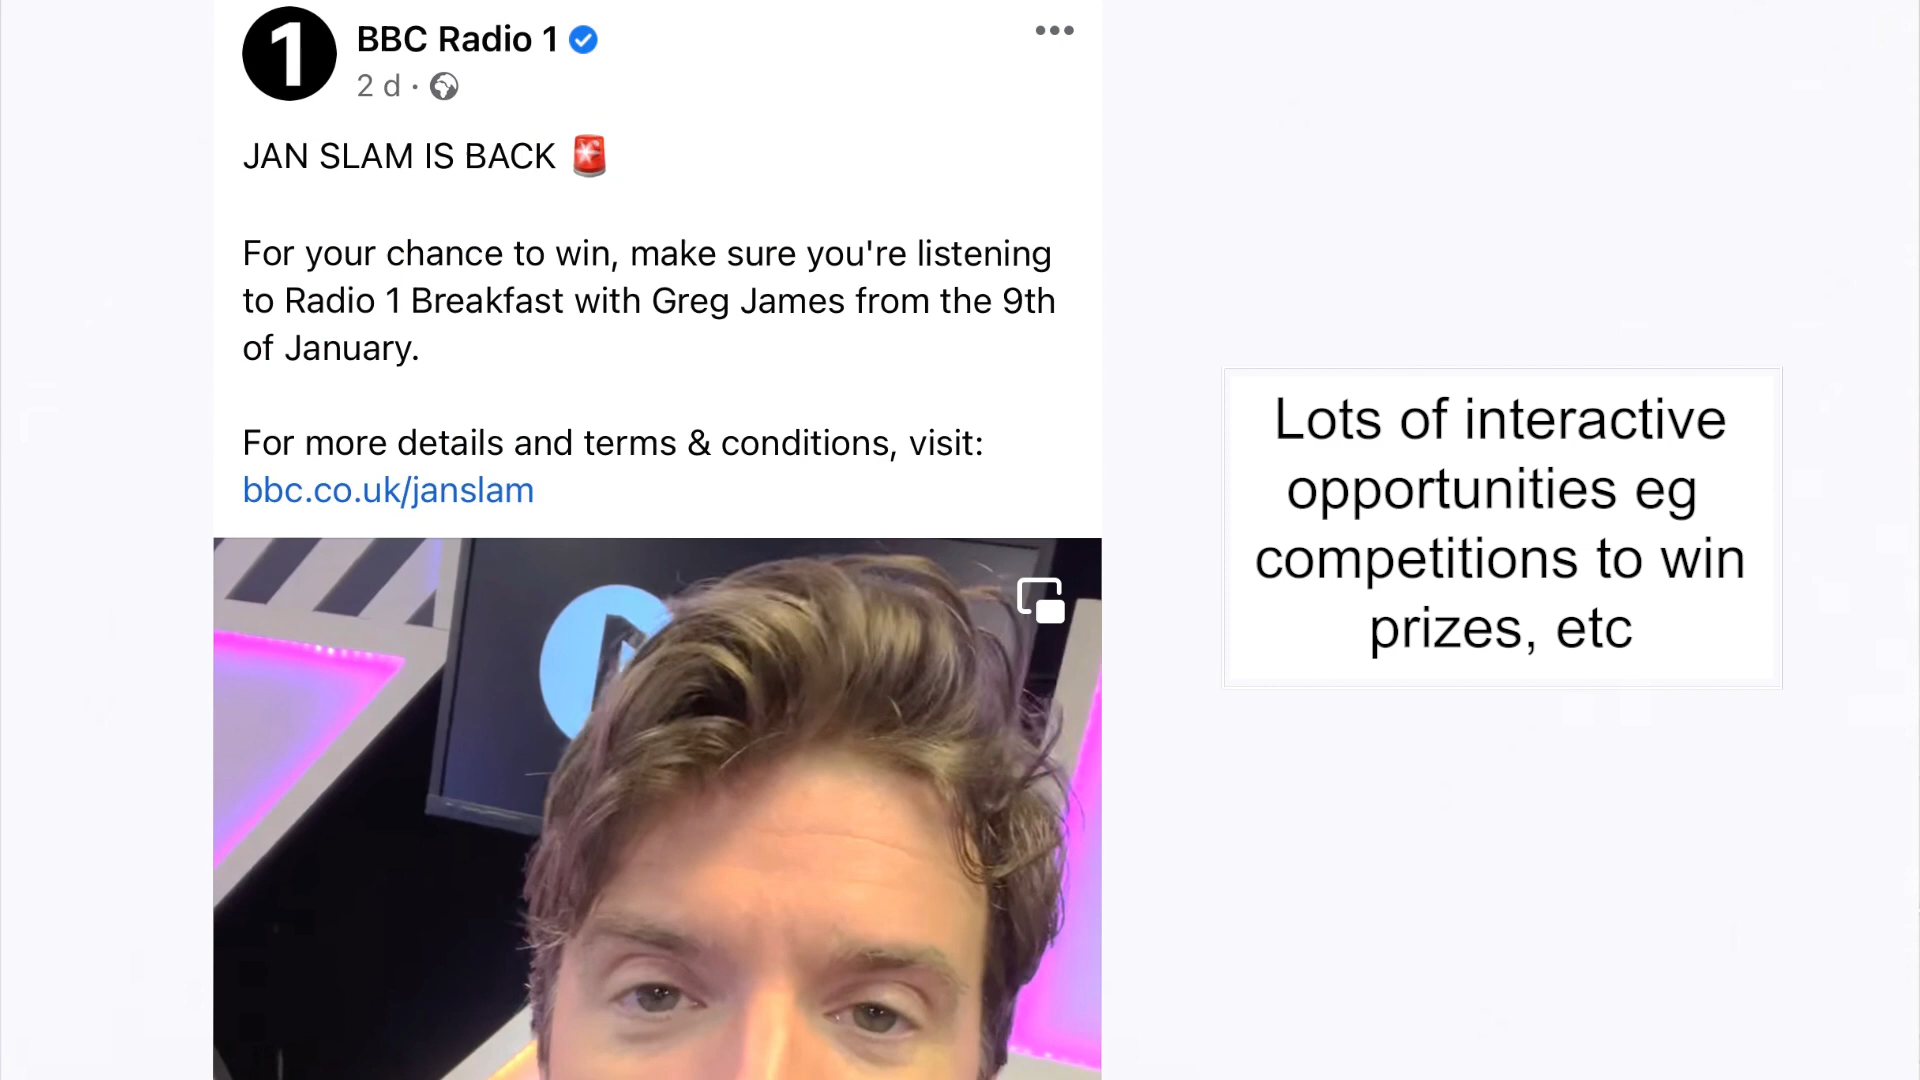 1
BBC Radio 1
2 d ·
JAN SLAM IS BACK 🚨
For your chance to win, make sure you're listening
to Radio 1 Breakfast with Greg James from the 9th
of January.
For more details and terms & conditions, visit:
bbc.co.uk/janslam
Lots of interactive
opportunities eg
competitions to win
prizes, etc